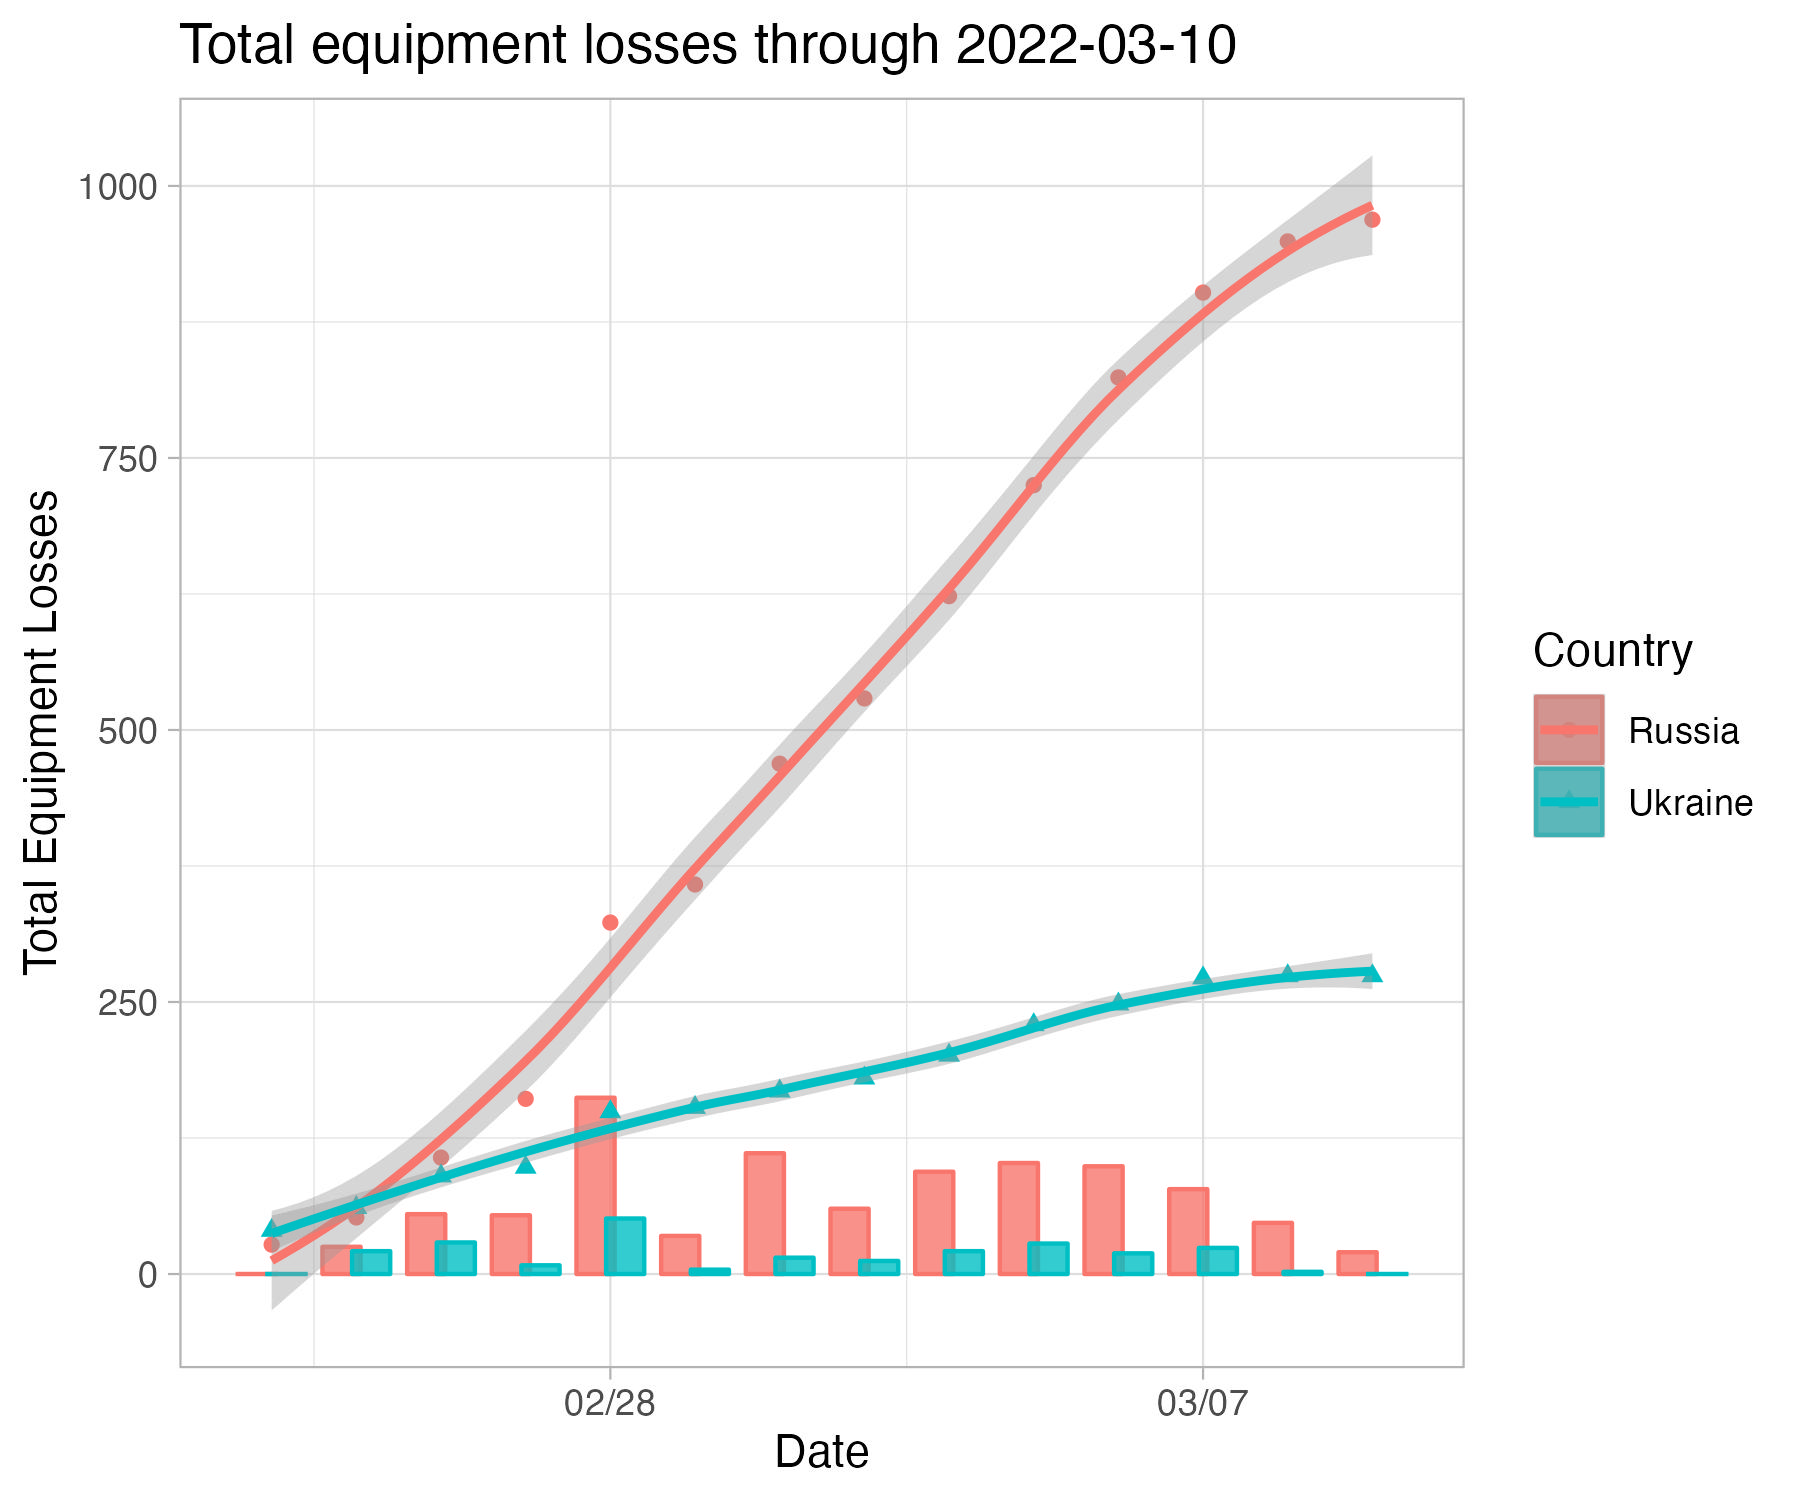 Total equipment losses through 2022-03-10
Total Equipment Losses
1000
750
500
250
0
02/28
03/07
Date
Country
Russia
Ukraine